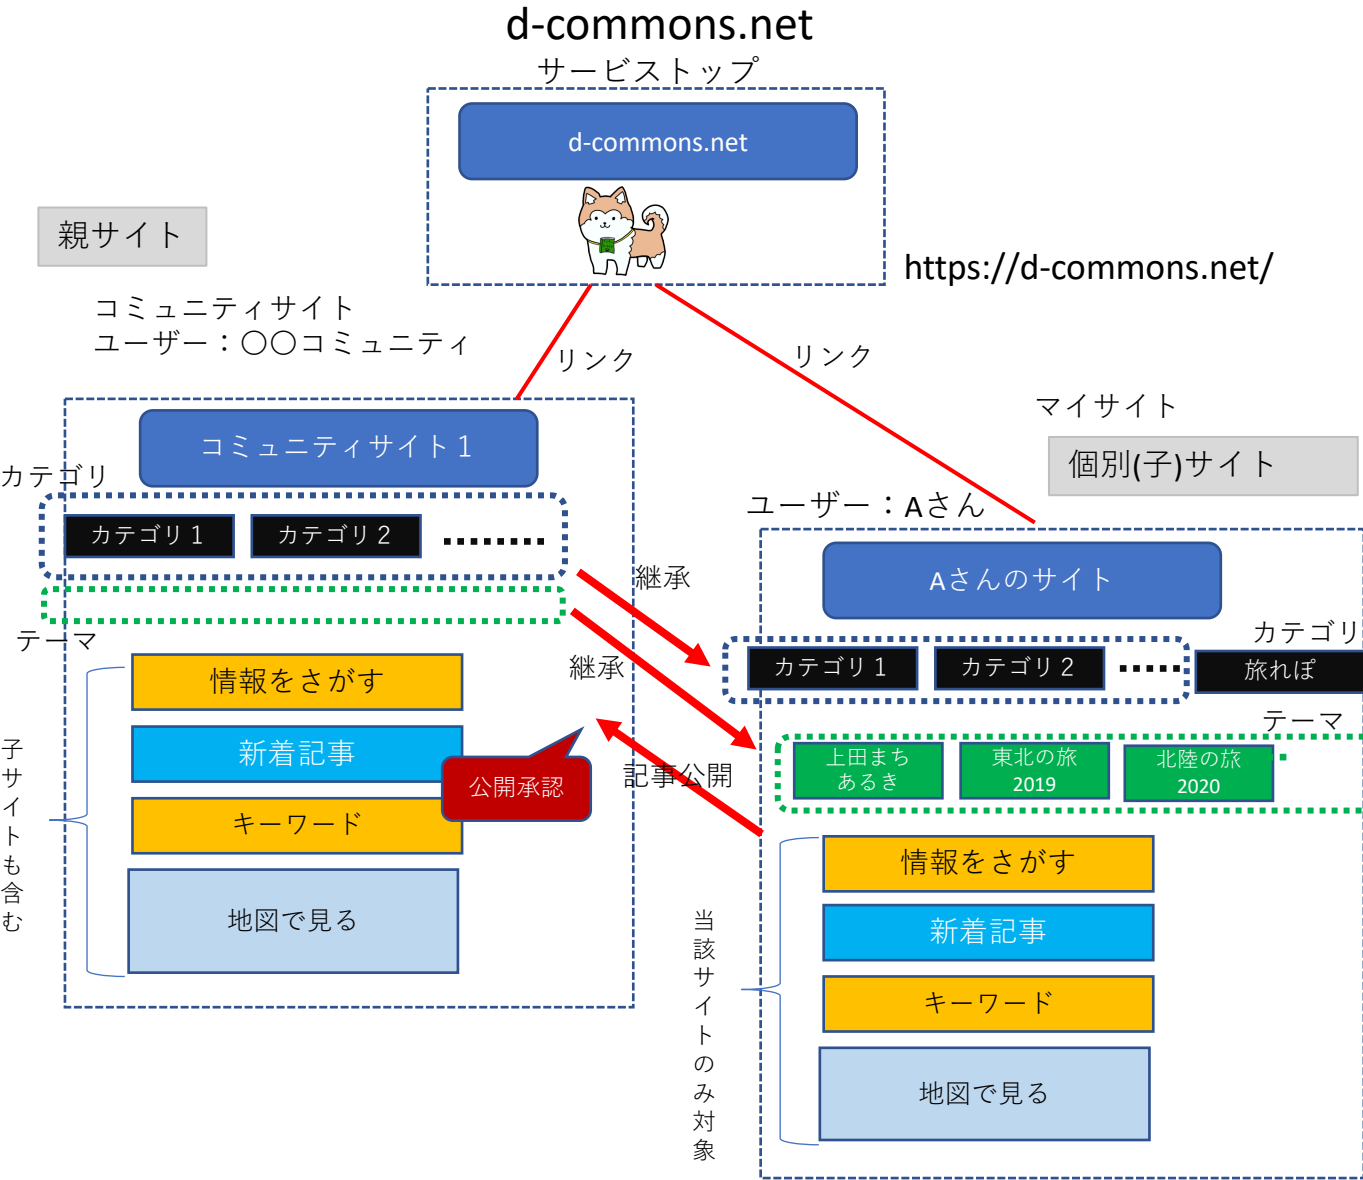 d-commons.net
サービストップ
d-commons.net
親サイト
https://d-commons.net/
コミュニティサイト
ユーザー：〇〇コミュニティ
リンク
リンク
マイサイト
個別(子)サイト
コミュニティサイト１
カテゴリ
カテゴリ１
カテゴリ２
………
ユーザー：Aさん
継承
Aさんのサイト
テーマ
継承
カテゴリ
カテゴリ１
カテゴリ２
……
旅れぽ
情報をさがす
新着記事
キーワード
地図で見る
子サイトも含む
公開承認
記事公開
テーマ
上田まち
あるき
東北の旅
2019
北陸の旅
2020
情報をさがす
新着記事
キーワード
地図で見る
当該サイトのみ対象